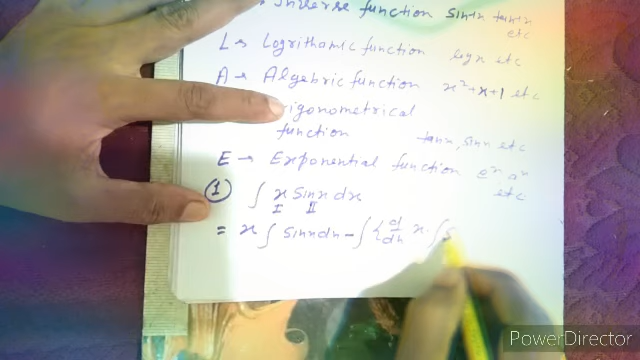 Inverse function sin⁻¹x tan⁻¹x
etc
L → Logrithamic function logx etc
A → Algebric function x²+x+1 etc
rigonometrical
function tanx, sinx etc
E → Exponential function eˣ aˣ
etc
① ∫ x sinx dx
I II
= x ∫ sinx dx - ∫ { d/dx x. ∫ s
PowerDirector